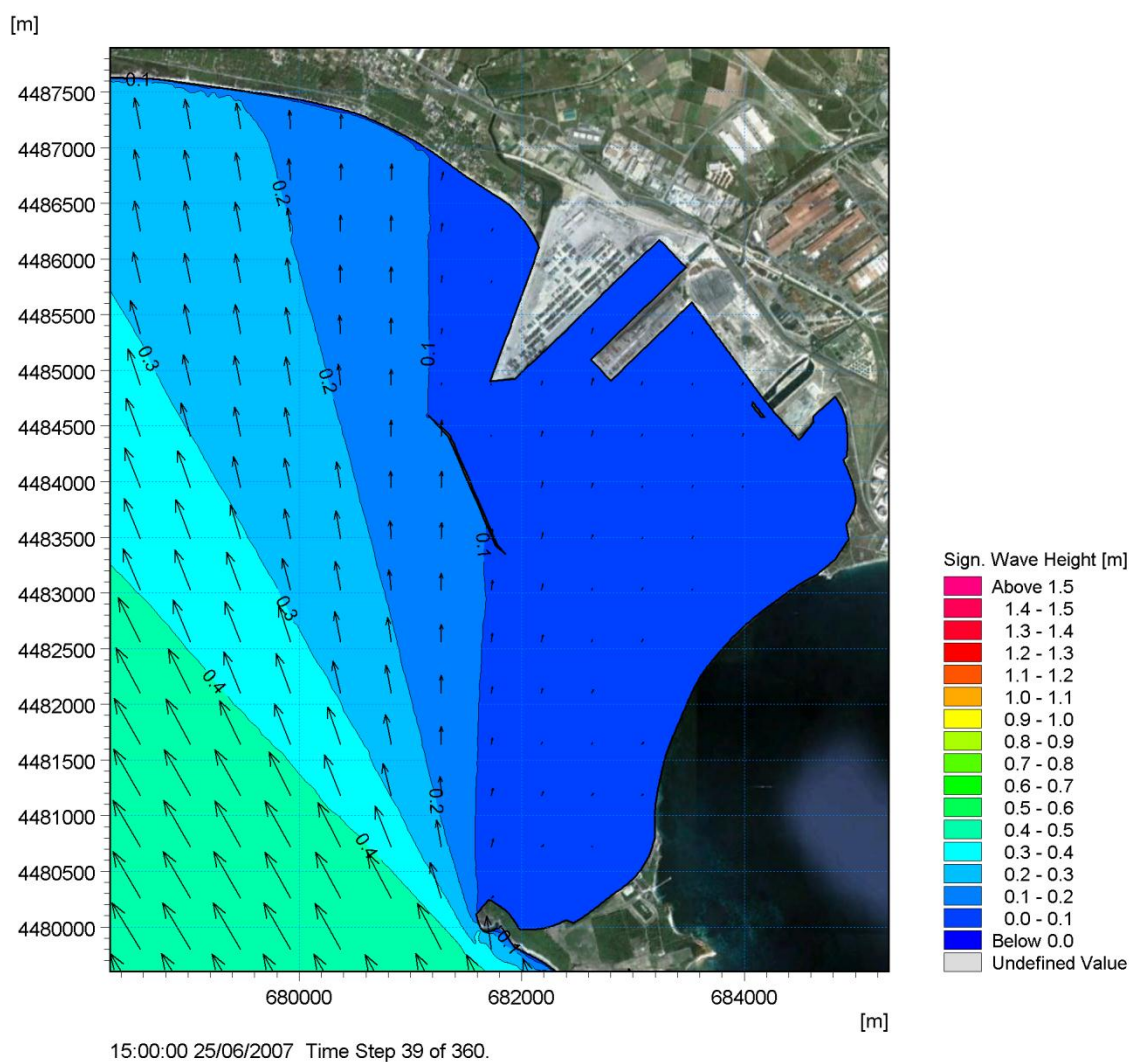 [m]
4487500
4487000
4486500
4486000
4485500
4485000
4484500
4484000
4483500
4483000
4482500
4482000
4481500
4481000
4480500
4480000
0.1
0.2
0.1
0.3
0.2
0.1
0.3
0.4
0.2
0.4
0.1
680000
682000
684000
[m]
Sign. Wave Height [m]
Above 1.5
1.4 - 1.5
1.3 - 1.4
1.2 - 1.3
1.1 - 1.2
1.0 - 1.1
0.9 - 1.0
0.8 - 0.9
0.7 - 0.8
0.6 - 0.7
0.5 - 0.6
0.4 - 0.5
0.3 - 0.4
0.2 - 0.3
0.1 - 0.2
0.0 - 0.1
Below 0.0
Undefined Value
15:00:00 25/06/2007 Time Step 39 of 360.